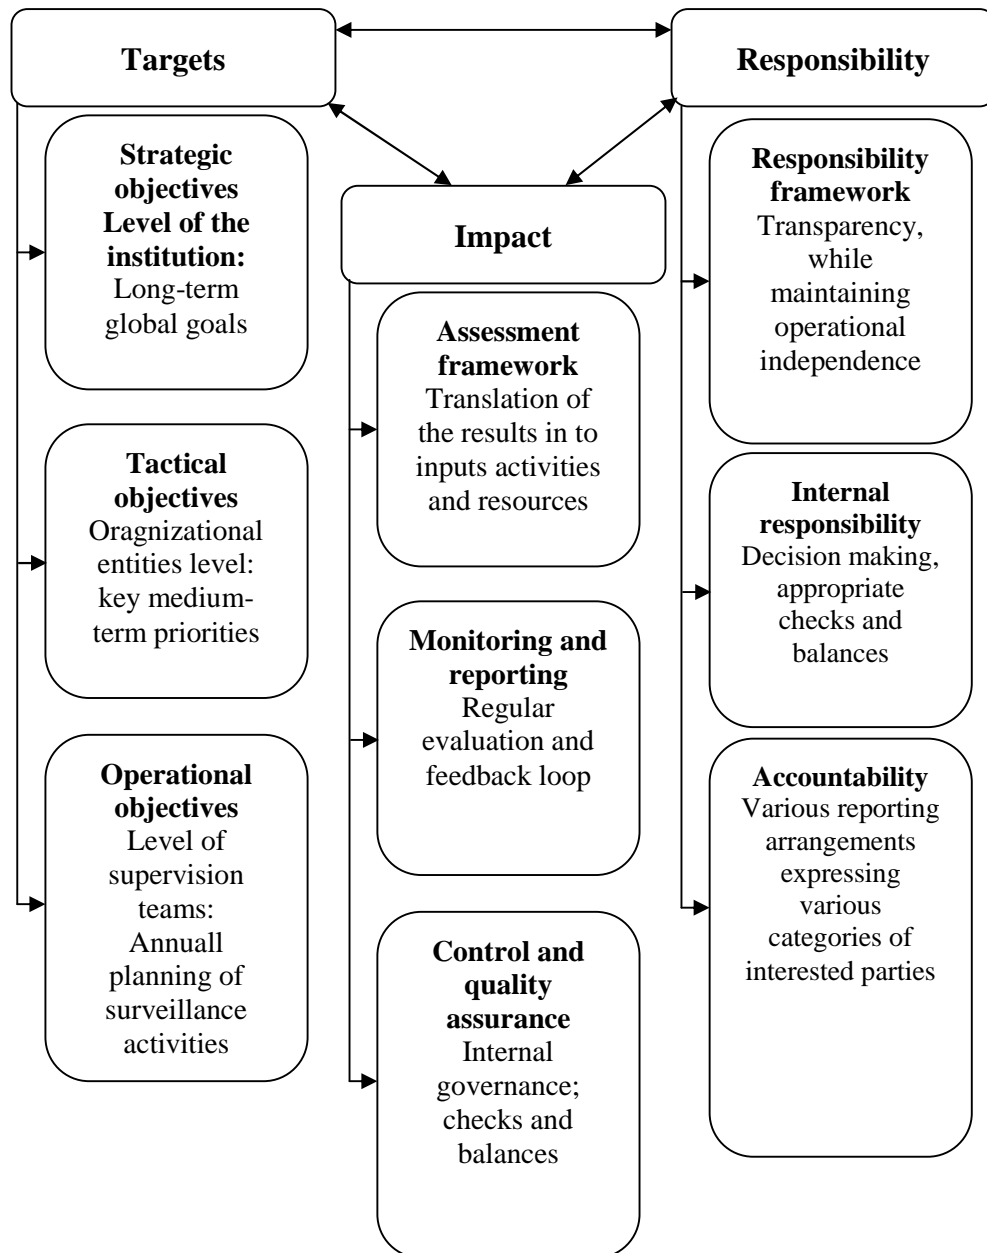 Targets
Strategic
objectives
Level of the
institution:
Long-term
global goals
Tactical
objectives
Oragnizational
entities level:
key medium-
term priorities
Operational
objectives
Level of
supervision
teams:
Annuall
planning of
surveillance
activities
Impact
Assessment
framework
Translation of
the results in to
inputs activities
and resources
Monitoring and
reporting
Regular
evaluation and
feedback loop
Control and
quality
assurance
Internal
governance;
checks and
balances
Responsibility
Responsibility
framework
Transparency,
while
maintaining
operational
independence
Internal
responsibility
Decision making,
appropriate
checks and
balances
Accountability
Various reporting
arrangements
expressing
various
categories of
interested parties